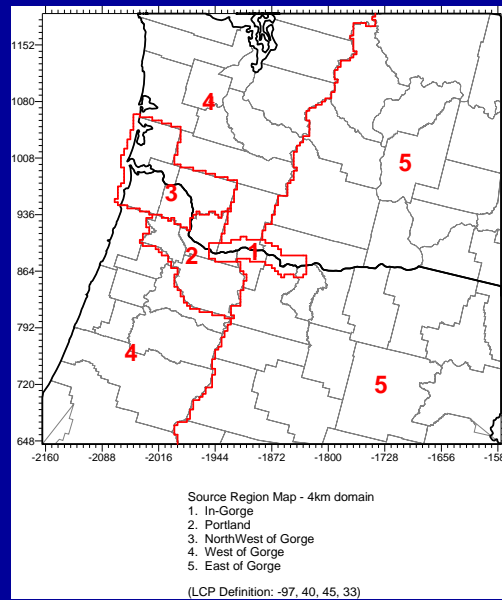 1152
1080
1008
936
864
792
720
648
4
5
3
1
2
4
5
-2160 -2088 -2016 -1944 -1872 -1800 -1728 -1656 -158
Source Region Map - 4km domain
1. In-Gorge
2. Portland
3. NorthWest of Gorge
4. West of Gorge
5. East of Gorge
(LCP Definition: -97, 40, 45, 33)